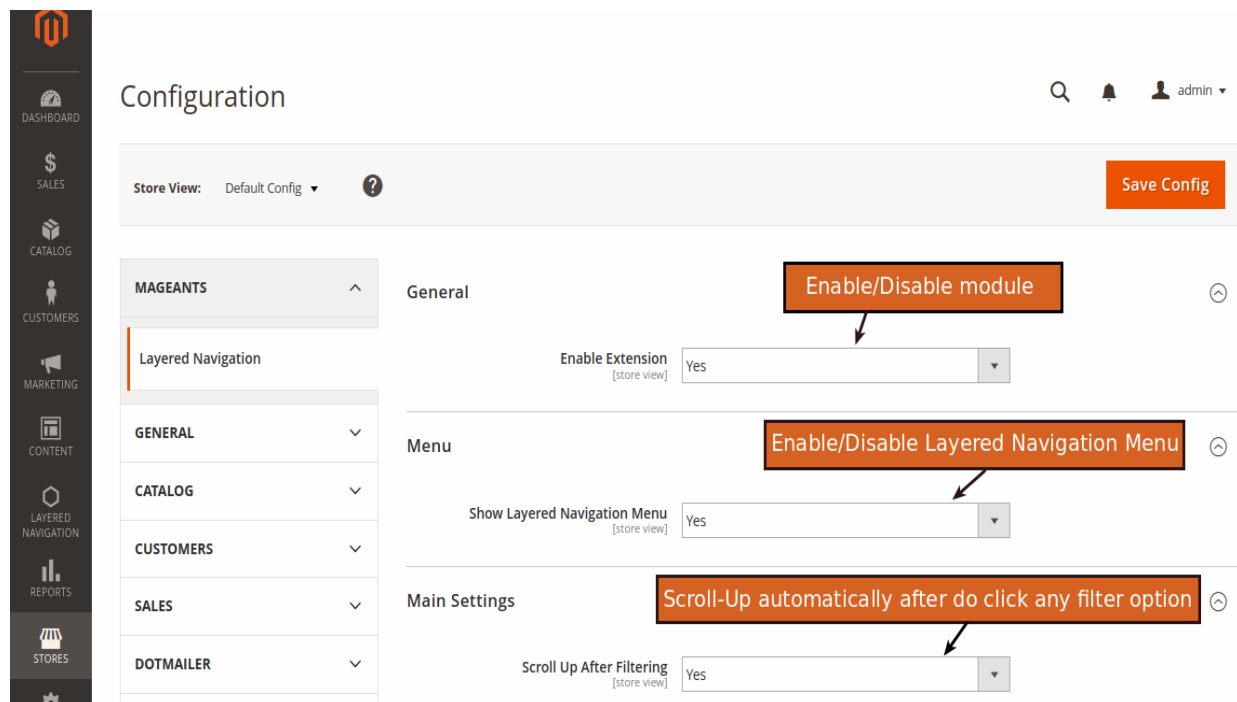 Configuration
admin
DASHBOARD
SALES
CATALOG
CUSTOMERS
MARKETING
CONTENT
LAYERED
NAVIGATION
REPORTS
STORES
Store View: Default Config
?
Save Config
MAGEANTS
Layered Navigation
GENERAL
CATALOG
CUSTOMERS
SALES
DOTMAILER
General
Enable/Disable module
Enable Extension
[store view]
Yes
Menu
Enable/Disable Layered Navigation Menu
Show Layered Navigation Menu
[store view]
Yes
Main Settings
Scroll-Up automatically after do click any filter option
Scroll Up After Filtering
[store view]
Yes